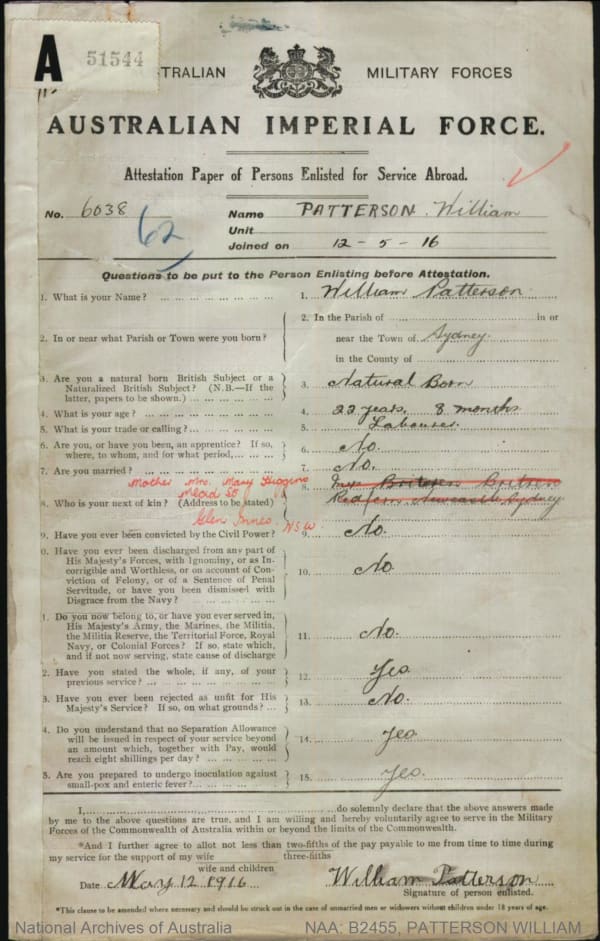 A 51544
TRALIAN MILITARY FORCES
AUSTRALIAN IMPERIAL FORCE.
Attestation Paper of Persons Enlisted for Service Abroad.
No. 6038 Name PATTERSON William
62 Unit
Joined on 12-5-16
Questions to be put to the Person Enlisting before Attestation.
1. What is your Name? 1. William Patterson
2. In the Parish of in or
2. In or near what Parish or Town were you born? near the Town of Sydney
in the County of
3. Are you a natural born British Subject or a
Naturalized British Subject? (N.B.—If the 3. Natural Born
latter, papers to be shown.)
4. What is your age? 4. 22 years, 8 months
5. What is your trade or calling? 5. Labourer.
6. Are you, or have you been, an apprentice? If so, 6. No.
where, to whom, and for what period,
7. Are you married? 7. No.
Mother Mrs. Mary Higgins 8.
Mead St
8. Who is your next of kin? (Address to be stated) Redfern Newcastle Sydney
Glen Innes NSW
9. Have you ever been convicted by the Civil Power? 9. No.
0. Have you ever been discharged from any part of
His Majesty's Forces, with Ignominy, or as In-
corrigible and Worthless, or on account of Con- 10. No.
viction of Felony, or of a Sentence of Penal
Servitude, or have you been dismissed with
Disgrace from the Navy?
1. Do you now belong to, or have you ever served in,
His Majesty's Army, the Marines, the Militia,
the Militia Reserve, the Territorial Force, Royal 11. No.
Navy, or Colonial Forces? If so, state which,
and if not now serving, state cause of discharge
2. Have you stated the whole, if any, of your 12. Yes.
previous service?
3. Have you ever been rejected as unfit for His 13. No.
Majesty's Service? If so, on what grounds?
4. Do you understand that no Separation Allowance
will be issued in respect of your service beyond 14. Yes
an amount which, together with Pay, would
reach eight shillings per day?
5. Are you prepared to undergo inoculation against 15. Yes.
small-pox and enteric fever?
I, do solemnly declare that the above answers made
by me to the above questions are true, and I am willing and hereby voluntarily agree to serve in the Military
Forces of the Commonwealth of Australia within or beyond the limits of the Commonwealth.
*And I further agree to allot not less than two-fifths of the pay payable to me from time to time during
my service for the support of my wife three-fifths
wife and children
Date May 12 1916 William Patterson
Signature of person enlisted.
*This clause to be amended where necessary and should be struck out in the case of unmarried men or widowers without children under 18 years of age.
National Archives of Australia NAA: B2455, PATTERSON WILLIAM